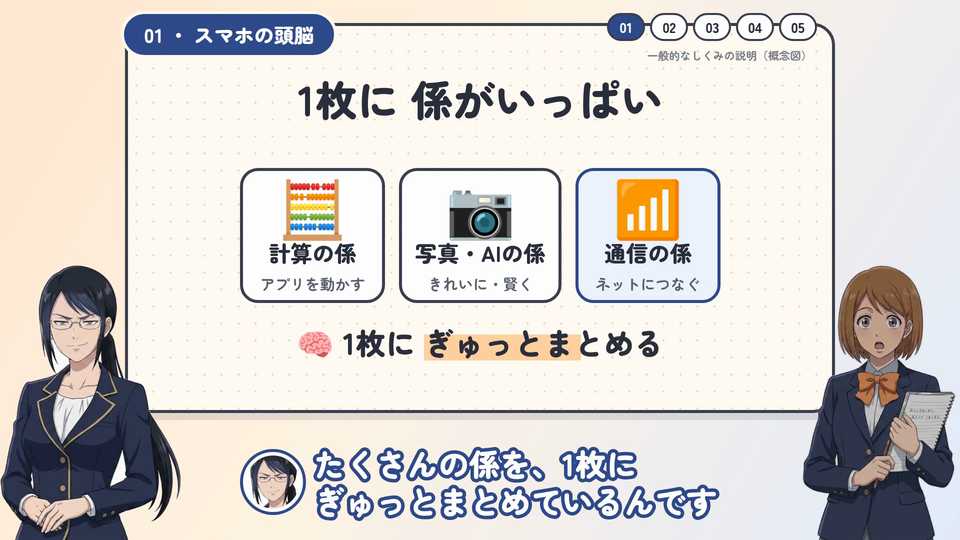 01 ・ スマホの頭脳
01 02 03 04 05
一般的なしくみの説明（概念図）
1枚に 係がいっぱい
計算の係
アプリを動かす
写真・AIの係
きれいに・賢く
通信の係
ネットにつなぐ
1枚に ぎゅっとまとめる
たくさんの係を、1枚に
ぎゅっとまとめているんです